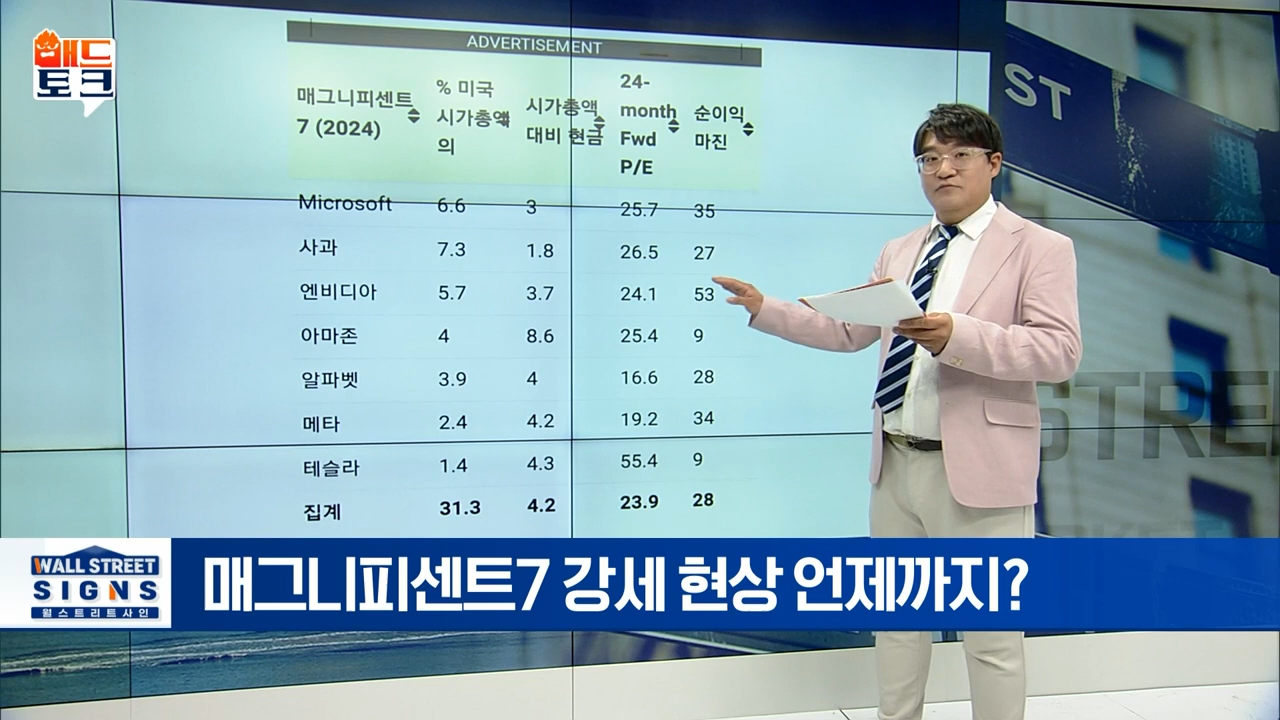 매드
토크
ADVERTISEMENT
매그니피센트 7 (2024) % 미국 시가총액의 시가총액 대비 현금 24-month Fwd P/E 순이익 마진
Microsoft 6.6 3 25.7 35
사과 7.3 1.8 26.5 27
엔비디아 5.7 3.7 24.1 53
아마존 4 8.6 25.4 9
알파벳 3.9 4 16.6 28
메타 2.4 4.2 19.2 34
테슬라 1.4 4.3 55.4 9
집계 31.3 4.2 23.9 28
ST
STREE
WALL STREET
SIGNS
월스트리트사인
매그니피센트7 강세 현상 언제까지?